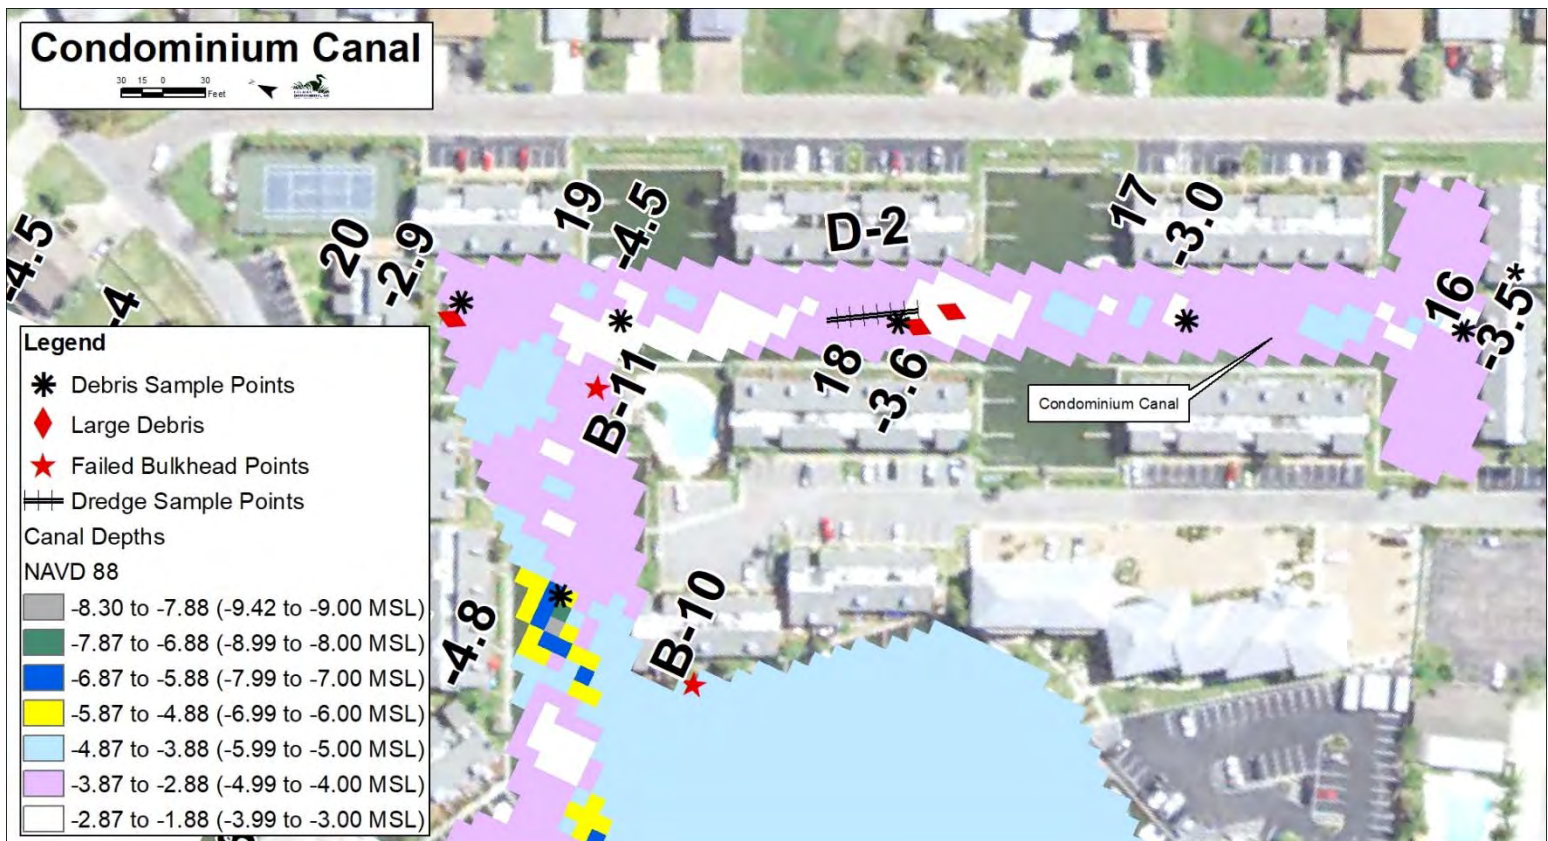 Condominium Canal
30 15 0 30
Feet
19
-4.5
17
-3.0
20
-2.9
D-2
-4.5
-4
16
-3.5*
18
-3.6
B-11
Condominium Canal
Legend
Debris Sample Points
Large Debris
Failed Bulkhead Points
Dredge Sample Points
Canal Depths
NAVD 88
-8.30 to -7.88 (-9.42 to -9.00 MSL)
-7.87 to -6.88 (-8.99 to -8.00 MSL)
-6.87 to -5.88 (-7.99 to -7.00 MSL)
-5.87 to -4.88 (-6.99 to -6.00 MSL)
-4.87 to -3.88 (-5.99 to -5.00 MSL)
-3.87 to -2.88 (-4.99 to -4.00 MSL)
-2.87 to -1.88 (-3.99 to -3.00 MSL)
-4.8
B-10